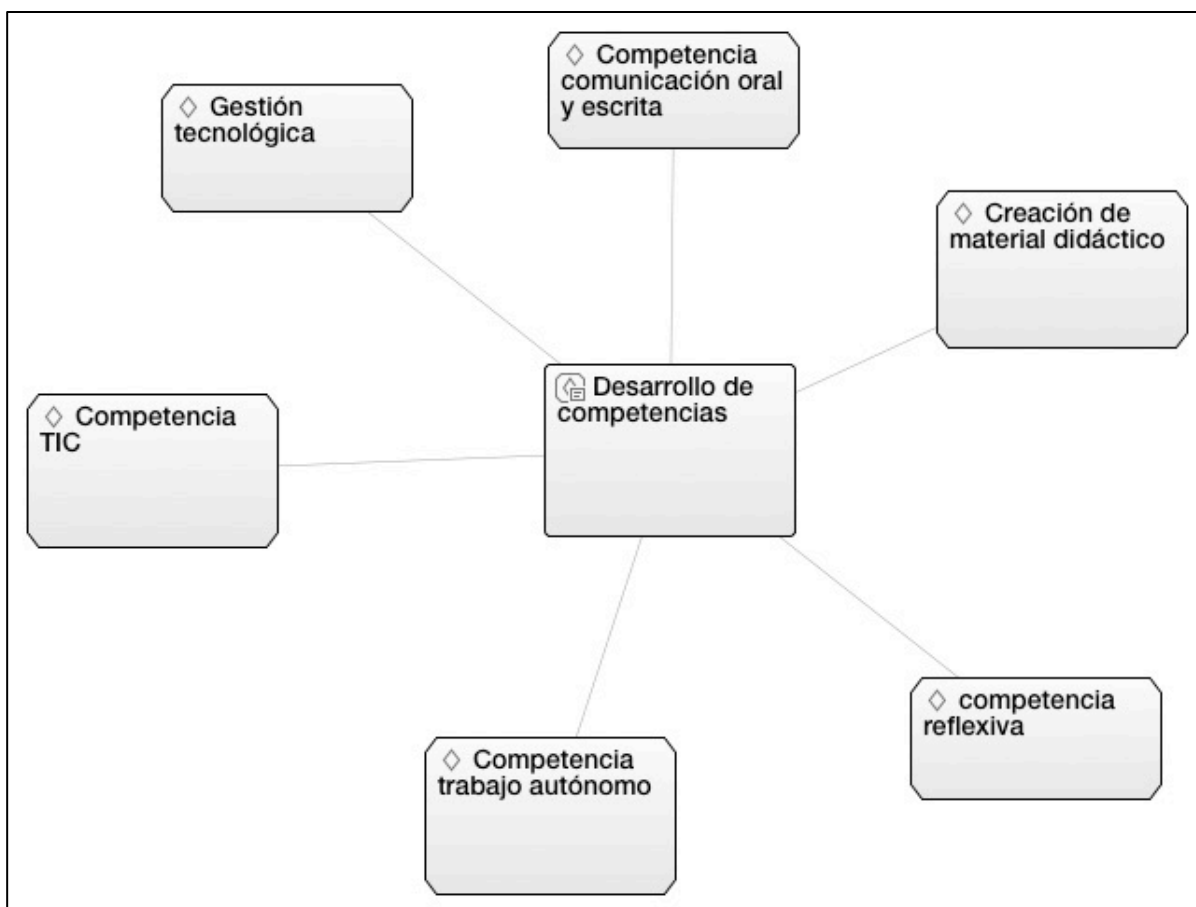 Competencia
comunicación oral
y escrita
Gestión
tecnológica
Creación de
material didáctico
Desarrollo de
competencias
Competencia
TIC
competencia
reflexiva
Competencia
trabajo autónomo